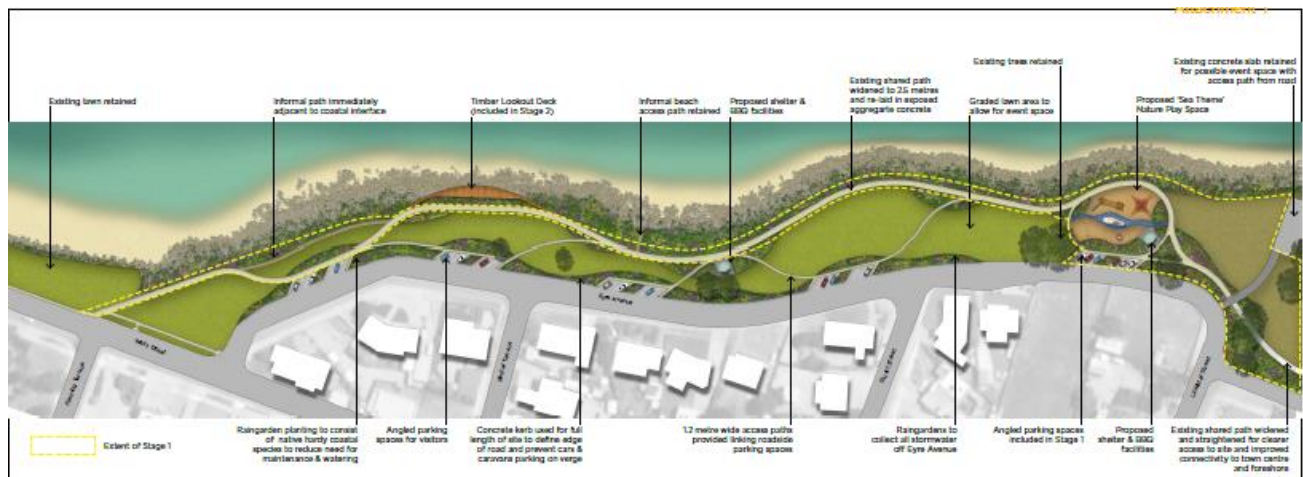 Attachment 1
Existing lawn retained
Informal path immediately
adjacent to coastal interface
Timber Lookout Deck
(included in Stage 2)
Informal beach
access path retained
Proposed shelter &
BBQ facilities
Existing shared path
widened to 2.5 metres
and re-laid in exposed
aggregate concrete
Graded lawn area to
allow for event space
Existing trees retained
Proposed 'Sea Theme'
Nature Play Space
Existing concrete slab retained
for possible event space with
access path from road
Eyre Avenue
Extent of Stage 1
Raingarden planting to consist
of native hardy coastal
species to reduce need for
maintenance & watering
Angled parking
spaces for visitors
Concrete kerb used for full
length of site to define edge
of road and prevent cars &
caravans parking on verge
1.2 metre wide access paths
provided linking roadside
parking spaces
Raingardens to
collect all stormwater
off Eyre Avenue
Angled parking spaces
included in Stage 1
Proposed
shelter & BBQ
facilities
Existing shared path widened
and straightened for clearer
access to site and improved
connectivity to town centre
and foreshore